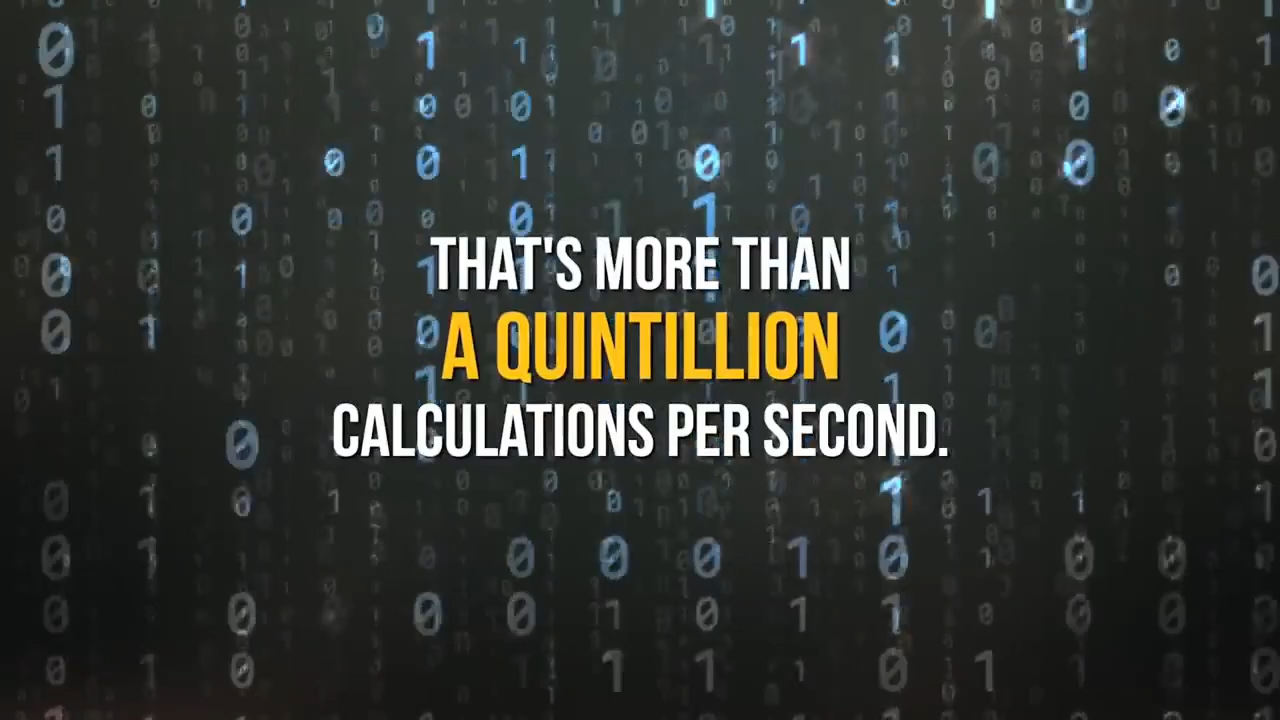 THAT'S MORE THAN
A QUINTILLION
CALCULATIONS PER SECOND.